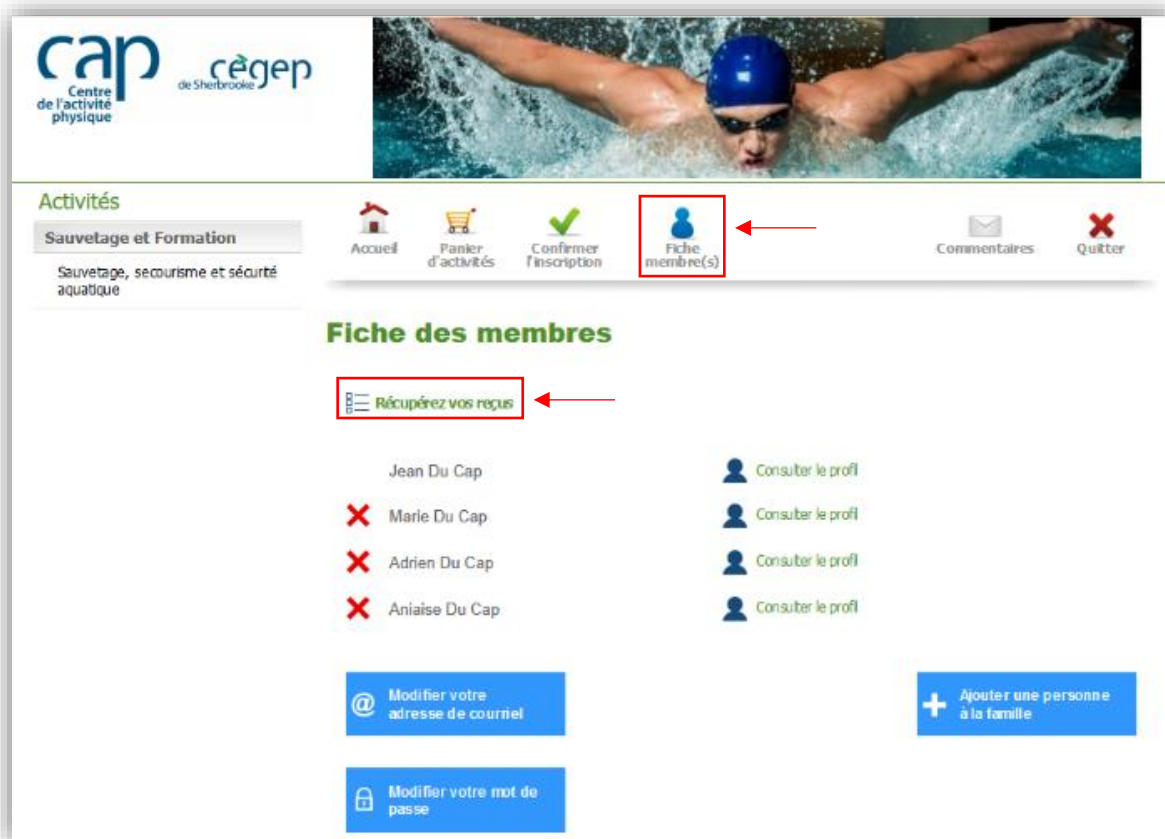 cap
Centre
de l'activité
physique
cégep
de Sherbrooke
Activités
Sauvetage et Formation
Sauvetage, secourisme et sécurité
aquatique
Accueil
Panier
d'activités
Confirmer
l'inscription
Fiche
membre(s)
Commentaires
Quitter
Fiche des membres
Récupérez vos reçus
Jean Du Cap
Consulter le profil
Marie Du Cap
Consulter le profil
Adrien Du Cap
Consulter le profil
Aniaise Du Cap
Consulter le profil
@ Modifier votre
adresse de courriel
Ajouter une personne
à la famille
Modifier votre mot de
passe